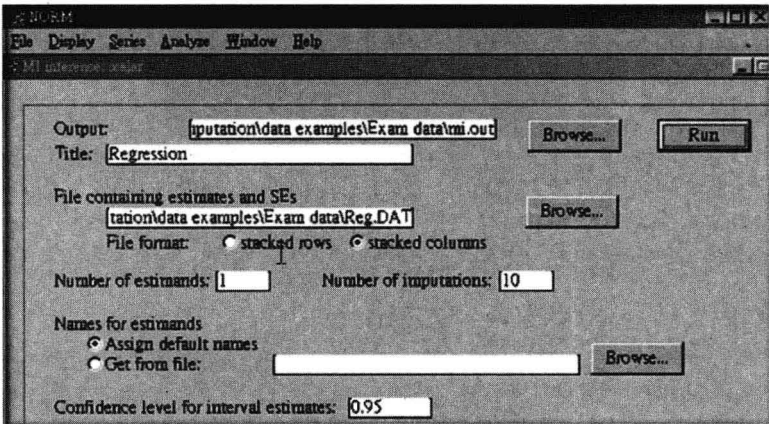 NORM
File Display Series Analyze Window Help
MI inference: scalar
Output: iputation\data examples\Exam data\mi.out Browse... Run
Title: Regression
File containing estimates and SEs
tation\data examples\Exam data\Reg.DAT Browse...
File format: stacked rows stacked columns
Number of estimands: 1 Number of imputations: 10
Names for estimands
Assign default names
Get from file: Browse...
Confidence level for interval estimates: 0.95